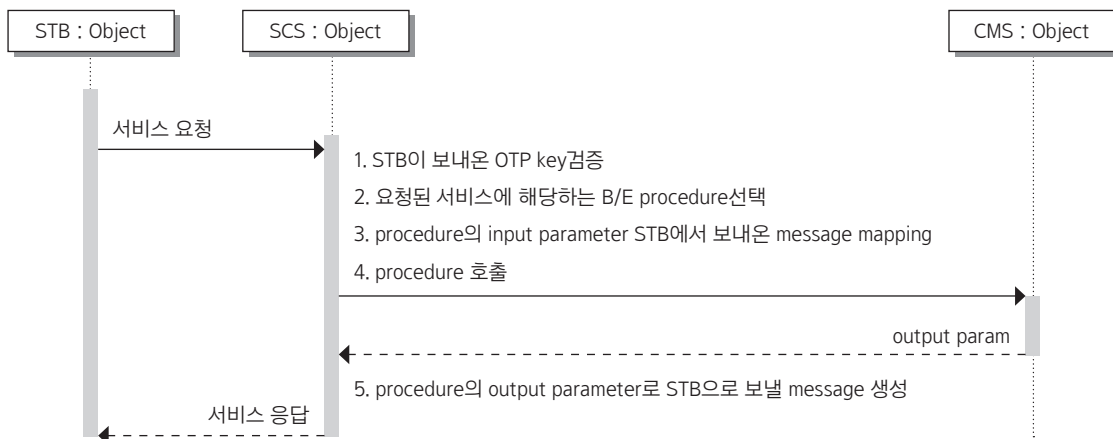 STB : Object
SCS : Object
CMS : Object
서비스 요청
1. STB이 보내온 OTP key검증
2. 요청된 서비스에 해당하는 B/E procedure선택
3. procedure의 input parameter STB에서 보내온 message mapping
4. procedure 호출
output param
5. procedure의 output parameter로 STB으로 보낼 message 생성
서비스 응답